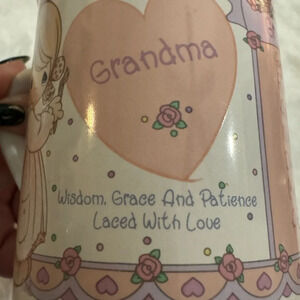 Grandma
Wisdom, Grace And Patience
Laced With Love